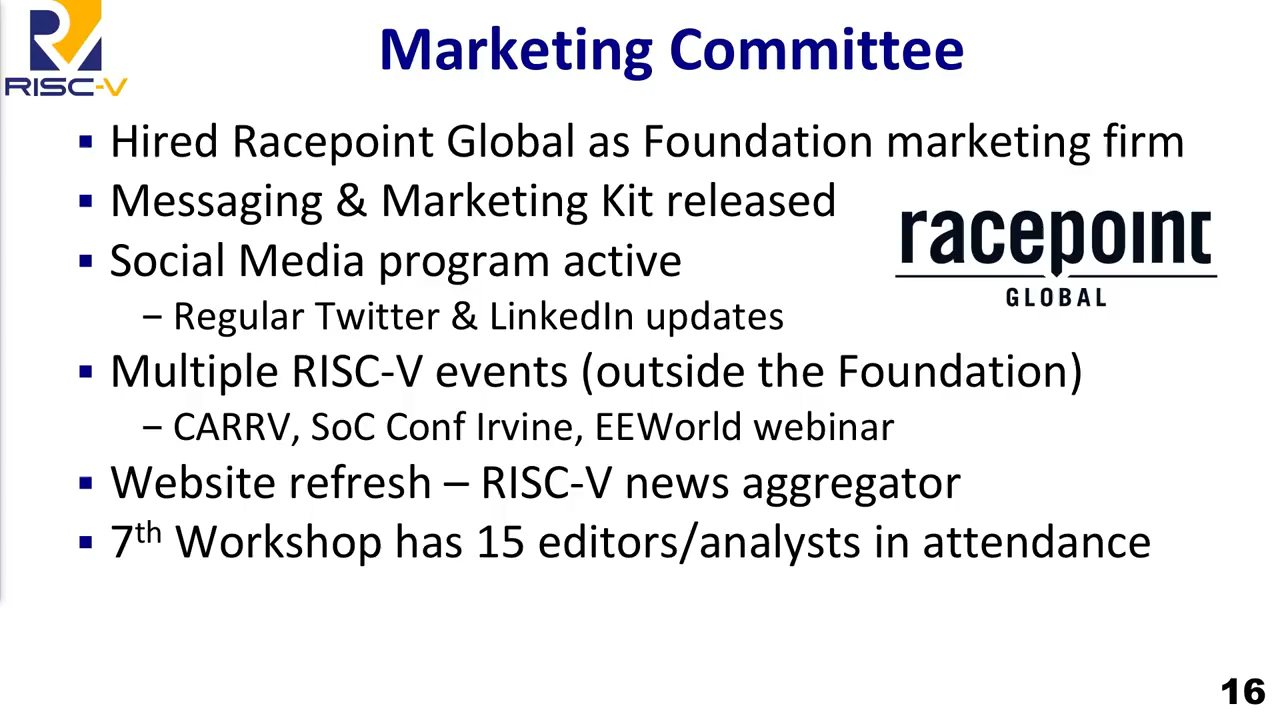 RISC-V
Marketing Committee
▪ Hired Racepoint Global as Foundation marketing firm
▪ Messaging & Marketing Kit released
▪ Social Media program active
– Regular Twitter & LinkedIn updates
racepoint
GLOBAL
▪ Multiple RISC-V events (outside the Foundation)
– CARRV, SoC Conf Irvine, EEWorld webinar
▪ Website refresh – RISC-V news aggregator
▪ 7th Workshop has 15 editors/analysts in attendance
16